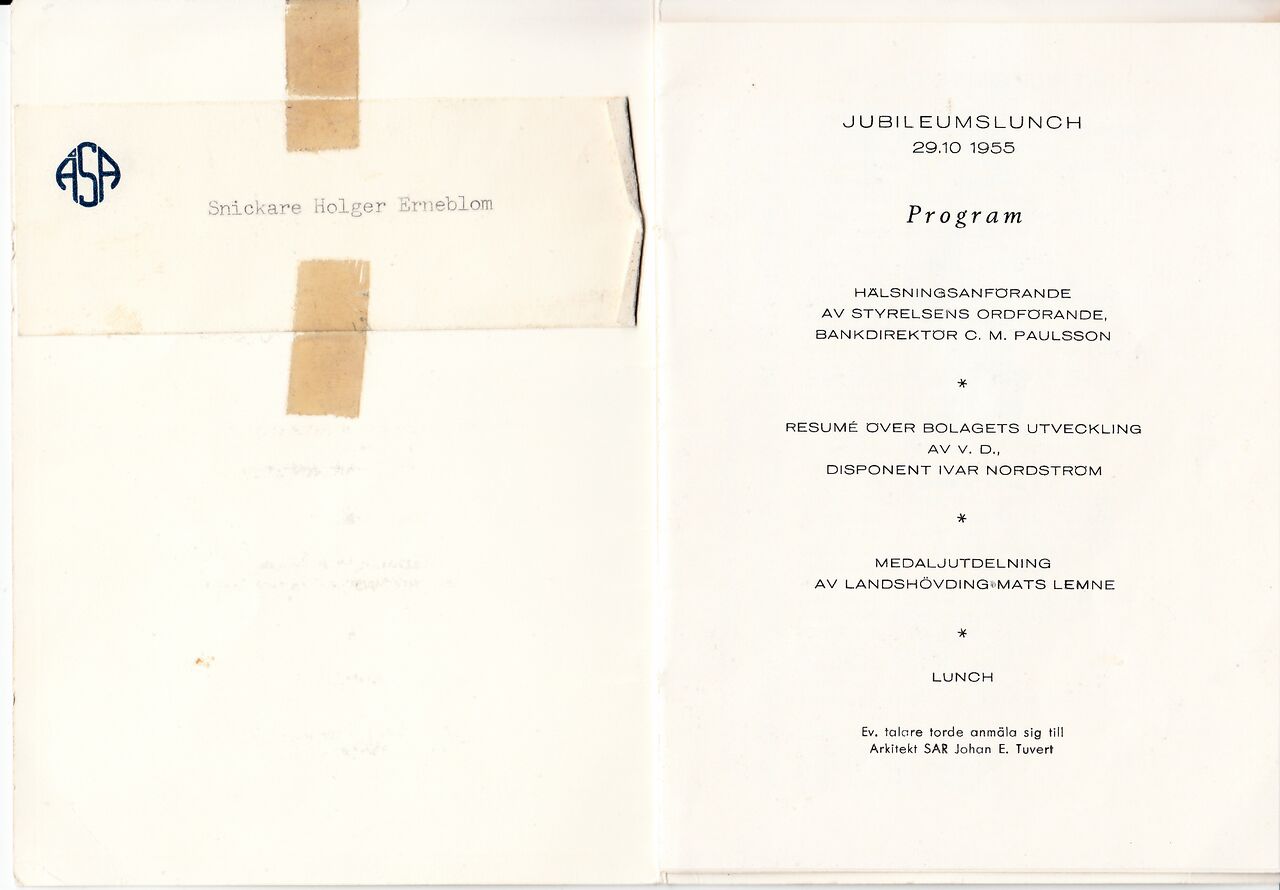 ÅSA
Snickare Holger Erneblom
JUBILEUMSLUNCH
29.10 1955
Program
HÄLSNINGSANFÖRANDE
AV STYRELSENS ORDFÖRANDE,
BANKDIREKTÖR C. M. PAULSSON
*
RESUMÉ ÖVER BOLAGETS UTVECKLING
AV V. D.,
DISPONENT IVAR NORDSTRÖM
*
MEDALJUTDELNING
AV LANDSHÖVDING MATS LEMNE
*
LUNCH
Ev. talare torde anmäla sig till
Arkitekt SAR Johan E. Tuvert